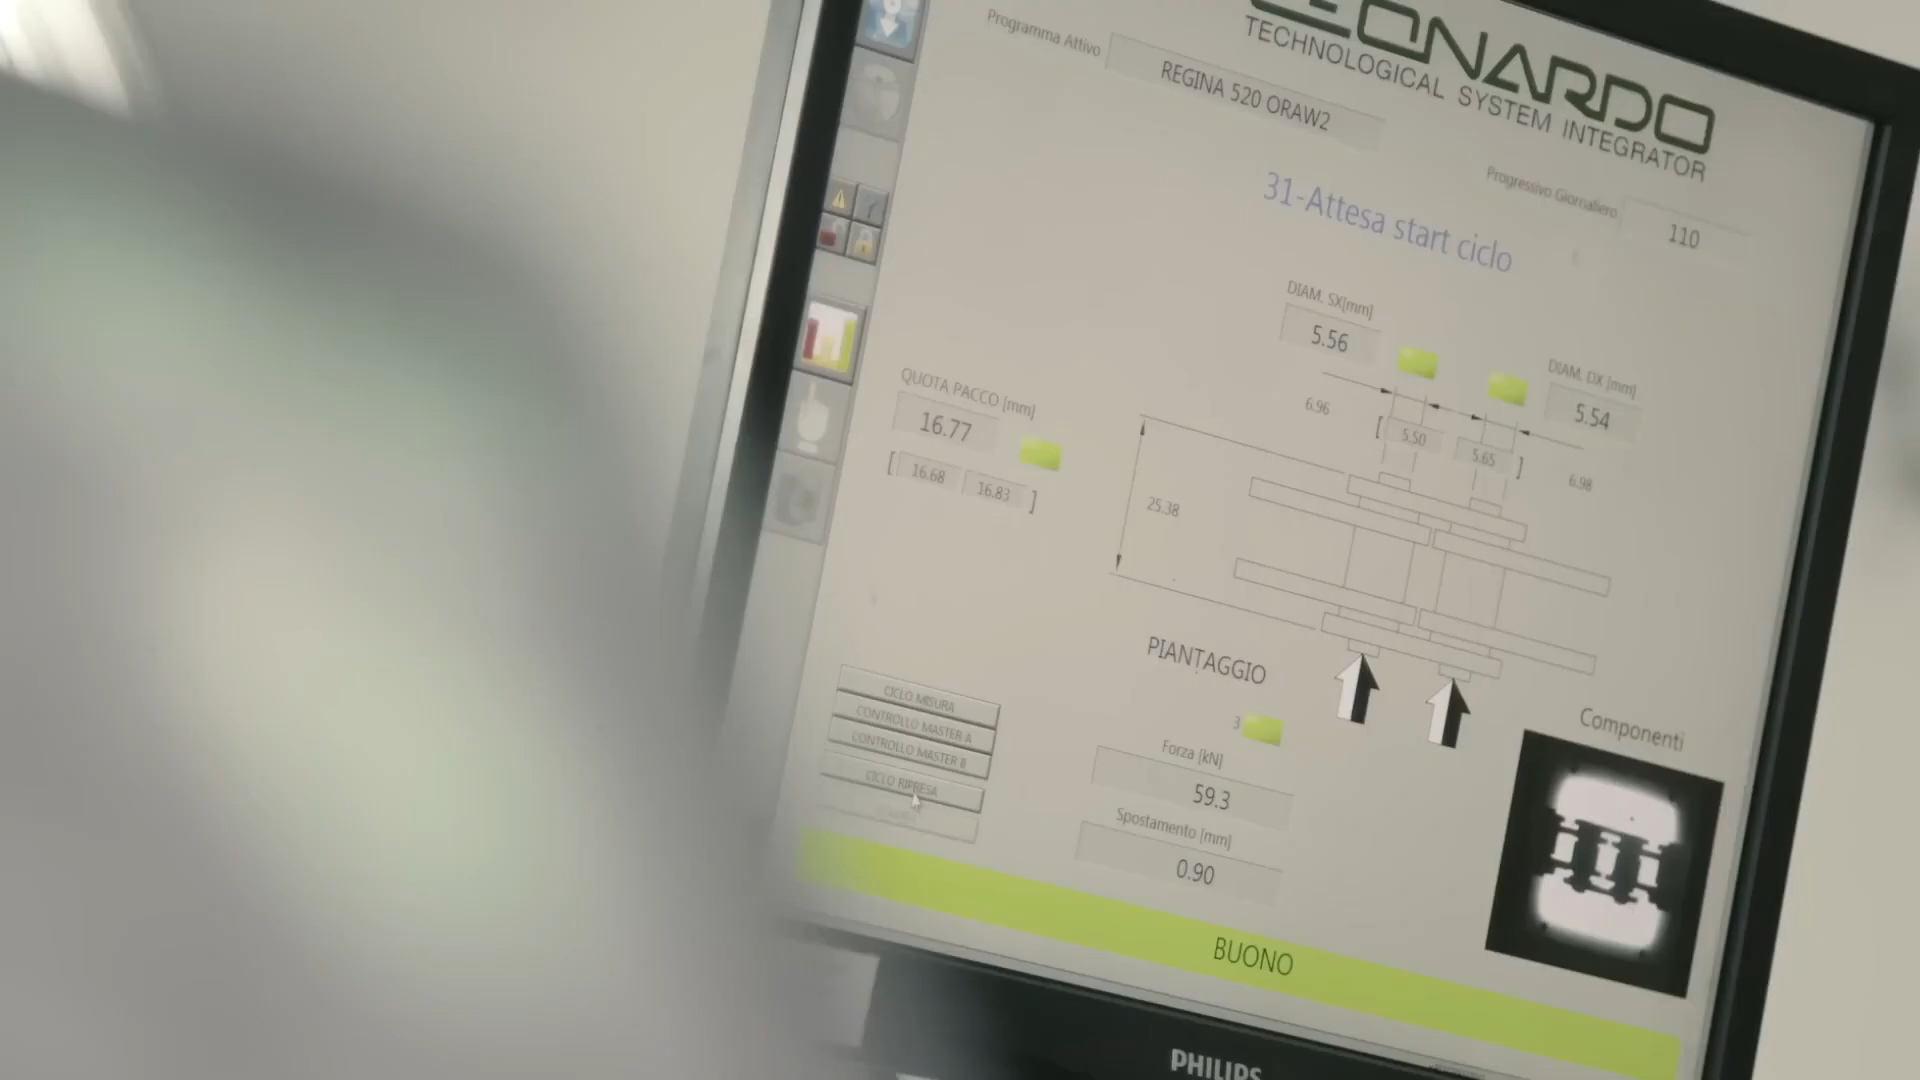 LEONARDO
TECHNOLOGICAL SYSTEM INTEGRATOR
Programma Attivo
REGINA 520 ORAW2
Progressivo Giornaliero
110
31-Attesa start ciclo
DIAM. SX[mm]
5.56
DIAM. DX [mm]
5.54
QUOTA PACCO [mm]
16.77
[ 16.68 16.83 ]
6.96
[ 5.50 5.65 ]
6.98
25.38
PIANTAGGIO
3
Forza [kN]
59.3
Spostamento [mm]
0.90
CICLO MISURA
CONTROLLO MASTER A
CONTROLLO MASTER B
CICLO RIPRESA
Componenti
BUONO
PHILIPS